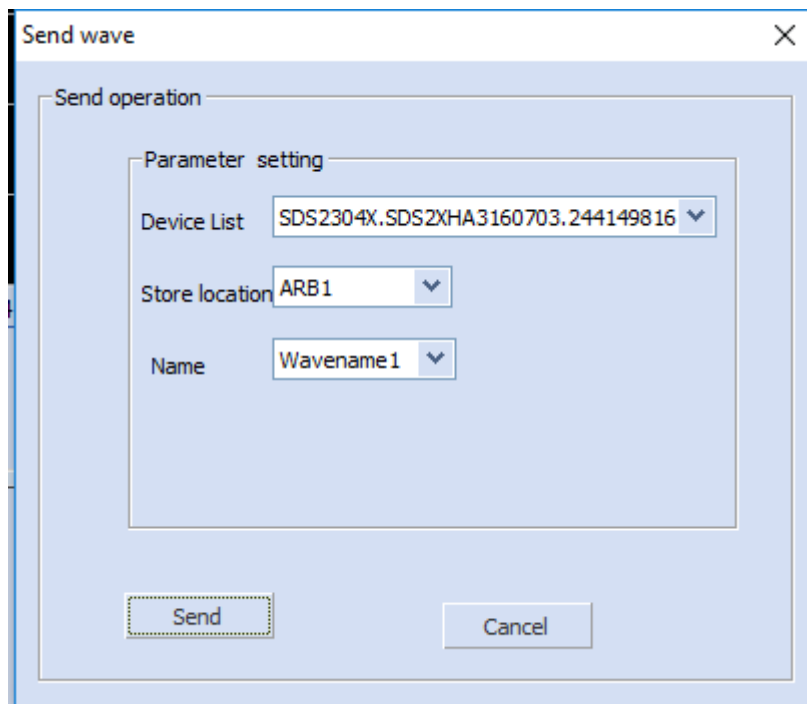 Send wave
Send operation
Parameter setting
Device List SDS2304X.SDS2XHA3160703.244149816
Store location ARB1
Name Wavename1
Send Cancel